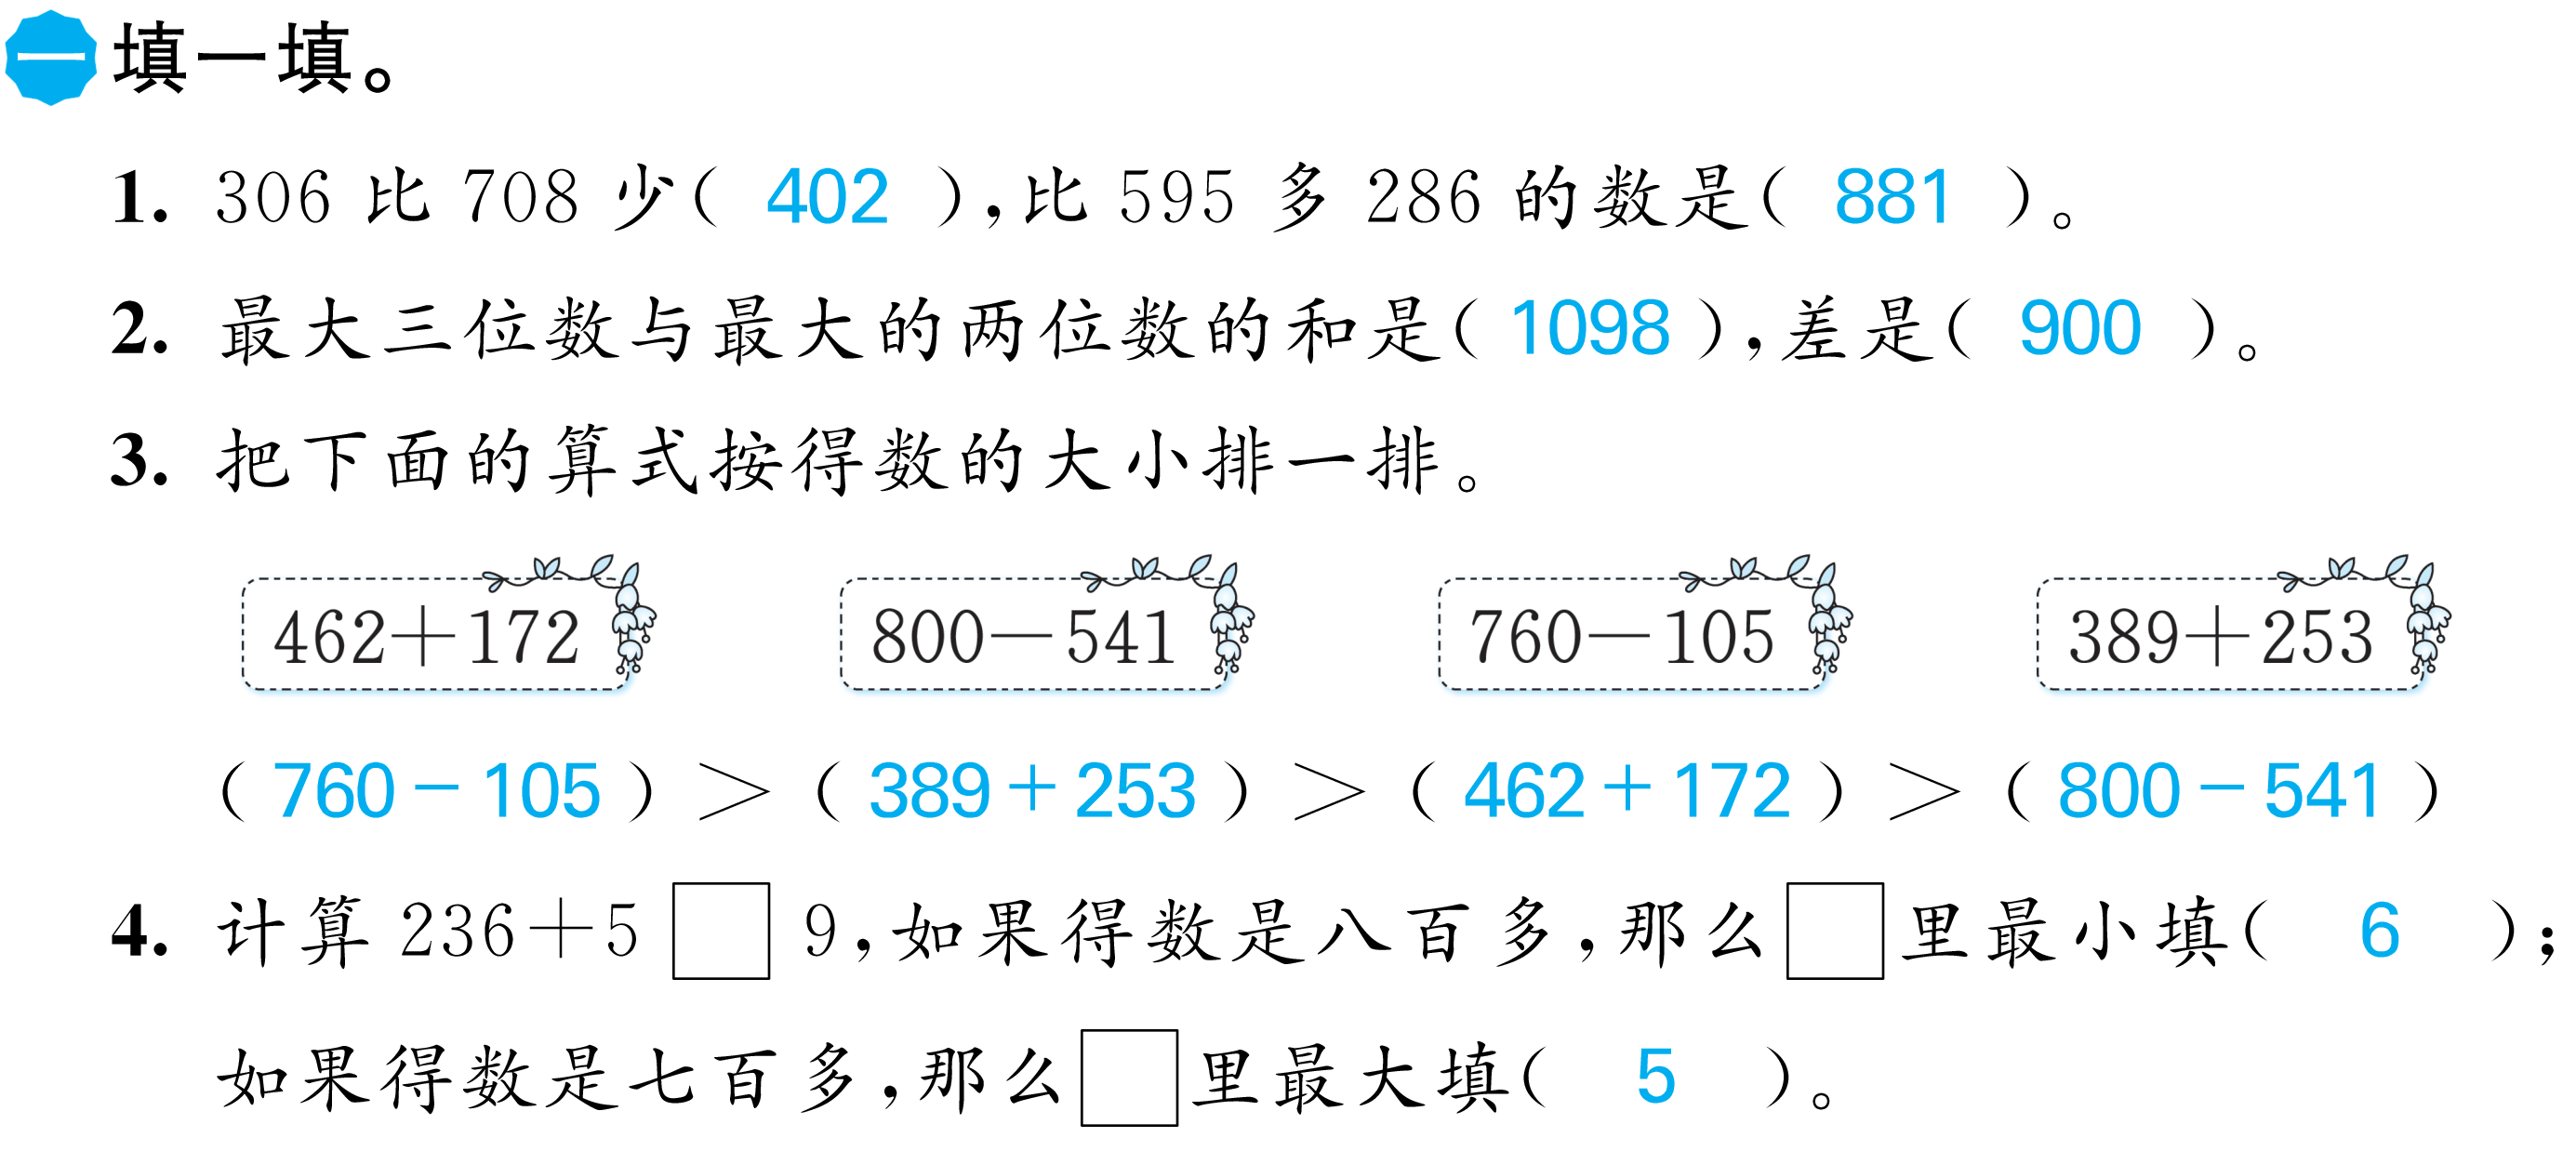 一 填一填。
1. 306 比 708 少( 402 ),比 595 多 286 的数是( 881 )。
2. 最大三位数与最大的两位数的和是( 1098 ),差是( 900 )。
3. 把下面的算式按得数的大小排一排。
462+172 800-541 760-105 389+253
( 760-105 ) > ( 389+253 ) > ( 462+172 ) > ( 800-541 )
4. 计算 236+5□9,如果得数是八百多,那么□里最小填( 6 );
如果得数是七百多,那么□里最大填( 5 )。